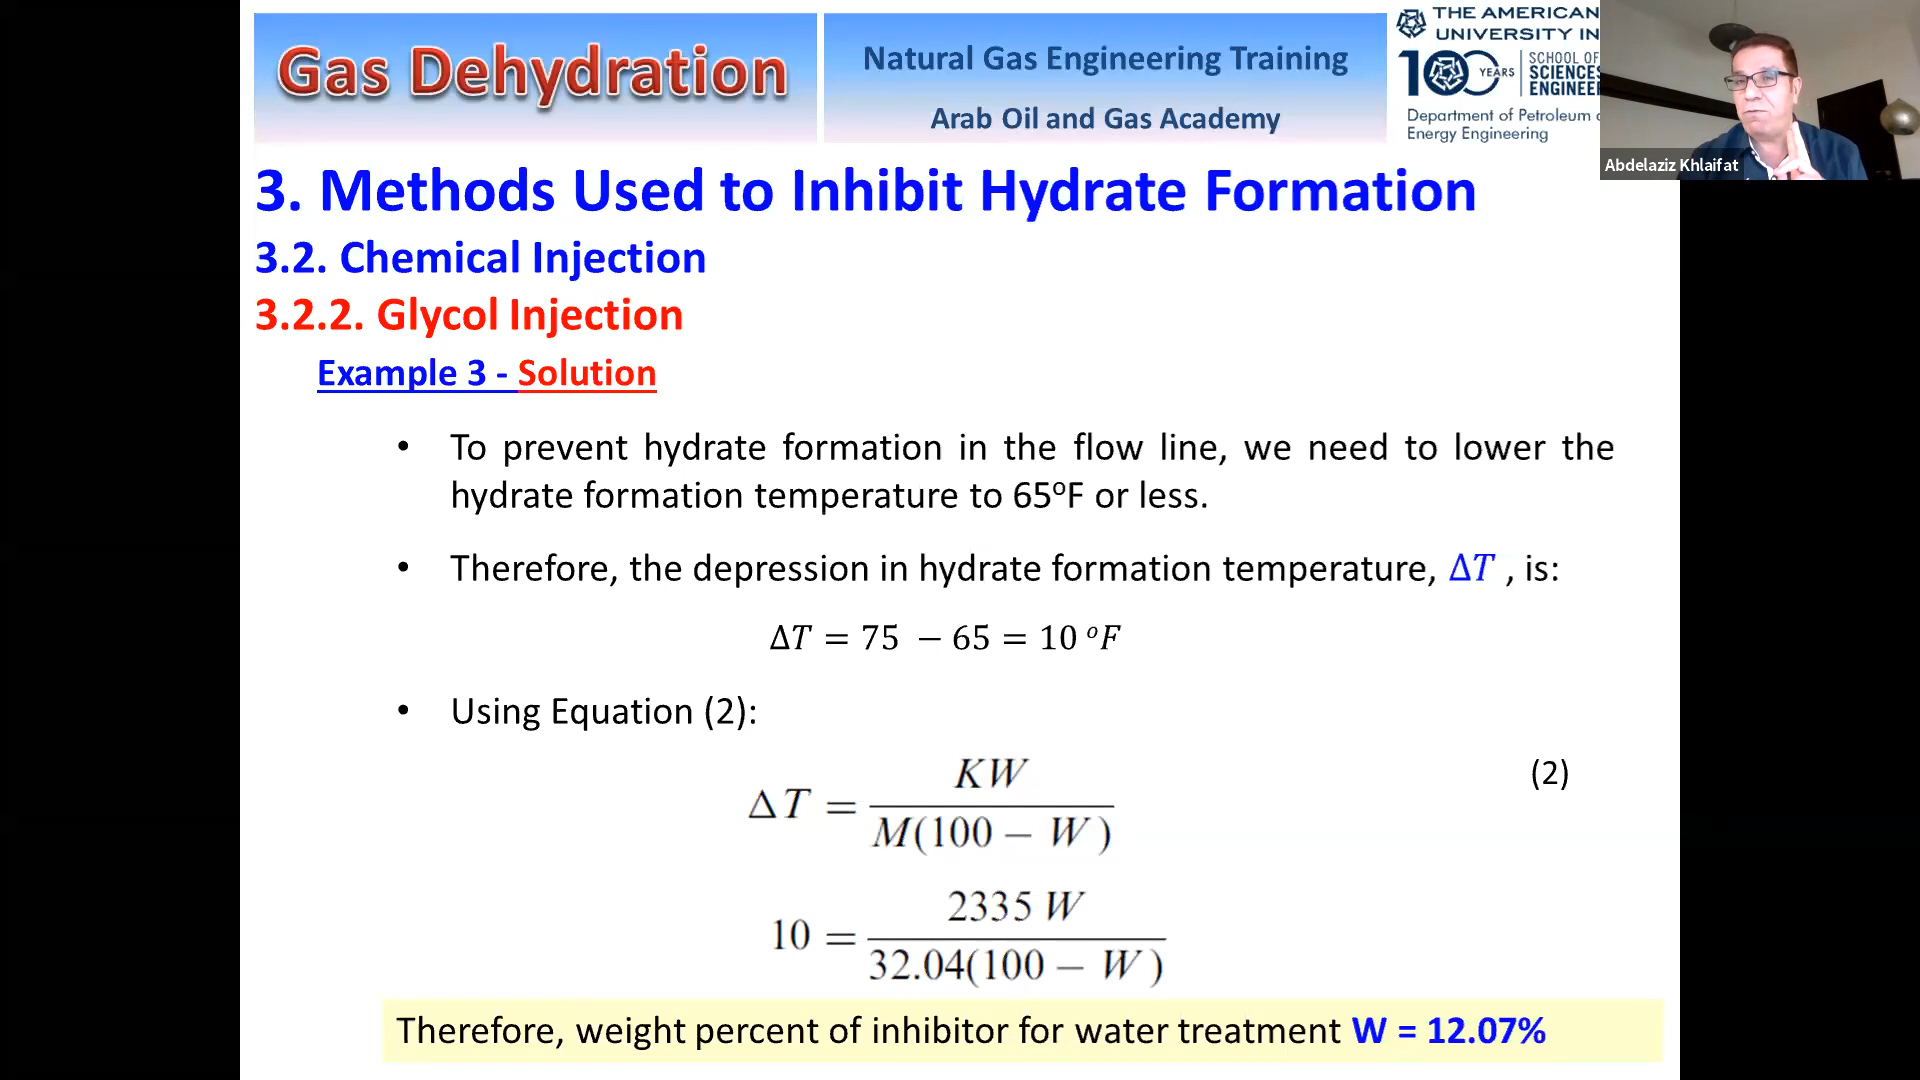 Gas Dehydration
Natural Gas Engineering Training
Arab Oil and Gas Academy
THE AMERICAN
UNIVERSITY IN
100 YEARS
SCHOOL OF
SCIENCES
ENGINEE
Department of Petroleum
Energy Engineering
Abdelaziz Khlaifat
3. Methods Used to Inhibit Hydrate Formation
3.2. Chemical Injection
3.2.2. Glycol Injection
Example 3 - Solution
• To prevent hydrate formation in the flow line, we need to lower the
hydrate formation temperature to 65ºF or less.
• Therefore, the depression in hydrate formation temperature, ΔT , is:
ΔT = 75 − 65 = 10 °F
• Using Equation (2):
ΔT = KW / M(100 − W) (2)
10 = 2335 W / 32.04(100 − W)
Therefore, weight percent of inhibitor for water treatment W = 12.07%